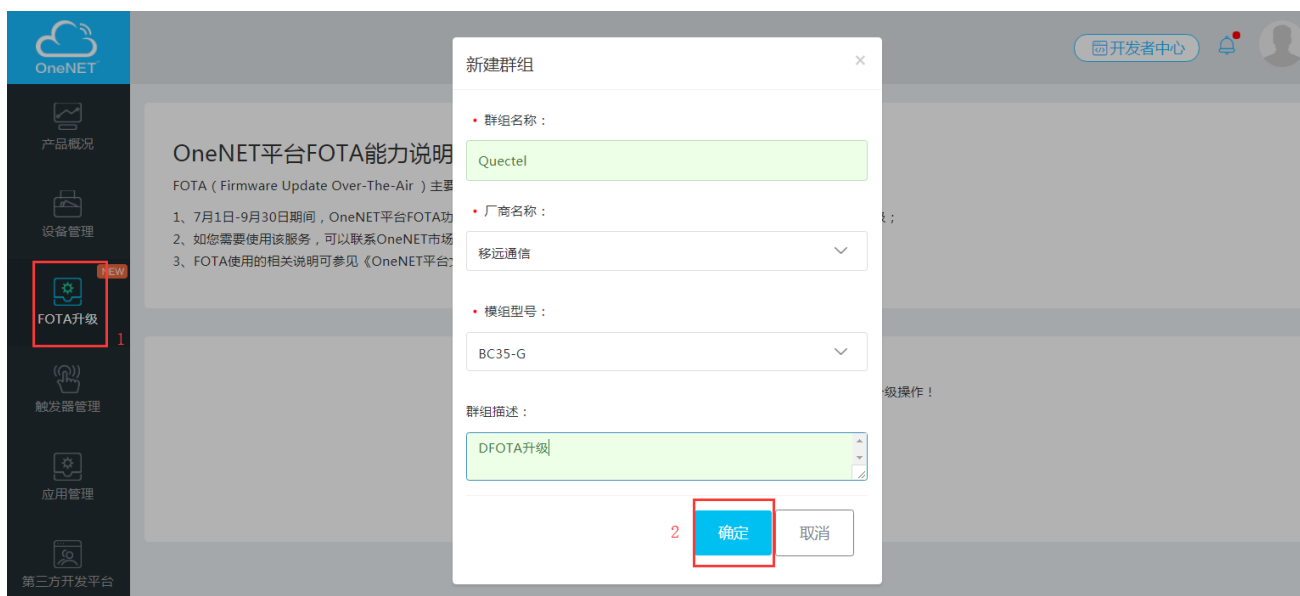 OneNET
开发者中心
产品概况
设备管理
NEW
FOTA升级
1
触发器管理
应用管理
第三方开发平台
OneNET平台FOTA能力说明
FOTA（Firmware Update Over-The-Air ）主要
1、7月1日-9月30日期间，OneNET平台FOTA功
2、如您需要使用该服务，可以联系OneNET市场
3、FOTA使用的相关说明可参见《OneNET平台
；
级操作！
新建群组
×
• 群组名称：
Quectel
• 厂商名称：
移远通信
• 模组型号：
BC35-G
群组描述：
DFOTA升级
2
确定
取消